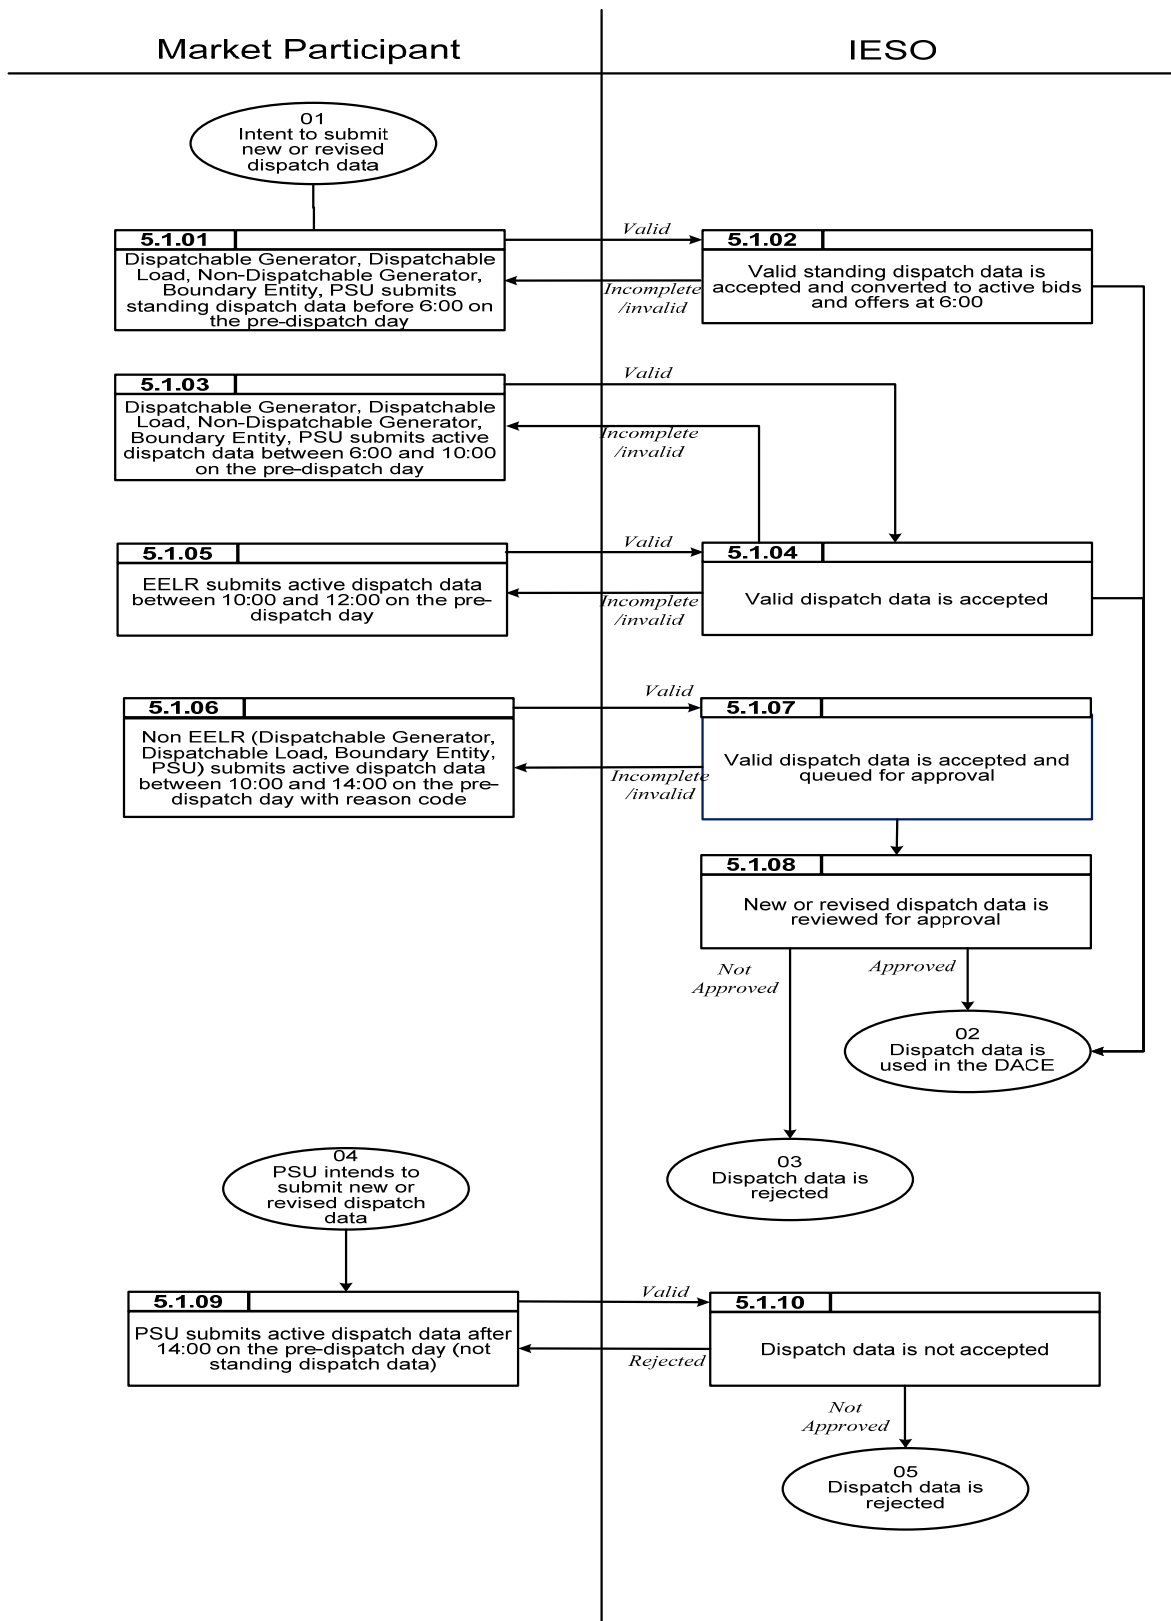 Market Participant
IESO
01
Intent to submit
new or revised
dispatch data
5.1.01
Dispatchable Generator, Dispatchable
Load, Non-Dispatchable Generator,
Boundary Entity, PSU submits
standing dispatch data before 6:00 on
the pre-dispatch day
Valid
Incomplete
/invalid
5.1.02
Valid standing dispatch data is
accepted and converted to active bids
and offers at 6:00
5.1.03
Dispatchable Generator, Dispatchable
Load, Non-Dispatchable Generator,
Boundary Entity, PSU submits active
dispatch data between 6:00 and 10:00
on the pre-dispatch day
Valid
Incomplete
/invalid
5.1.05
EELR submits active dispatch data
between 10:00 and 12:00 on the pre-
dispatch day
Valid
Incomplete
/invalid
5.1.04
Valid dispatch data is accepted
5.1.06
Non EELR (Dispatchable Generator,
Dispatchable Load, Boundary Entity,
PSU) submits active dispatch data
between 10:00 and 14:00 on the pre-
dispatch day with reason code
Valid
Incomplete
/invalid
5.1.07
Valid dispatch data is accepted and
queued for approval
5.1.08
New or revised dispatch data is
reviewed for approval
Not
Approved
Approved
02
Dispatch data is
used in the DACE
03
Dispatch data is
rejected
04
PSU intends to
submit new or
revised dispatch
data
5.1.09
PSU submits active dispatch data after
14:00 on the pre-dispatch day (not
standing dispatch data)
Valid
Rejected
5.1.10
Dispatch data is not accepted
Not
Approved
05
Dispatch data is
rejected